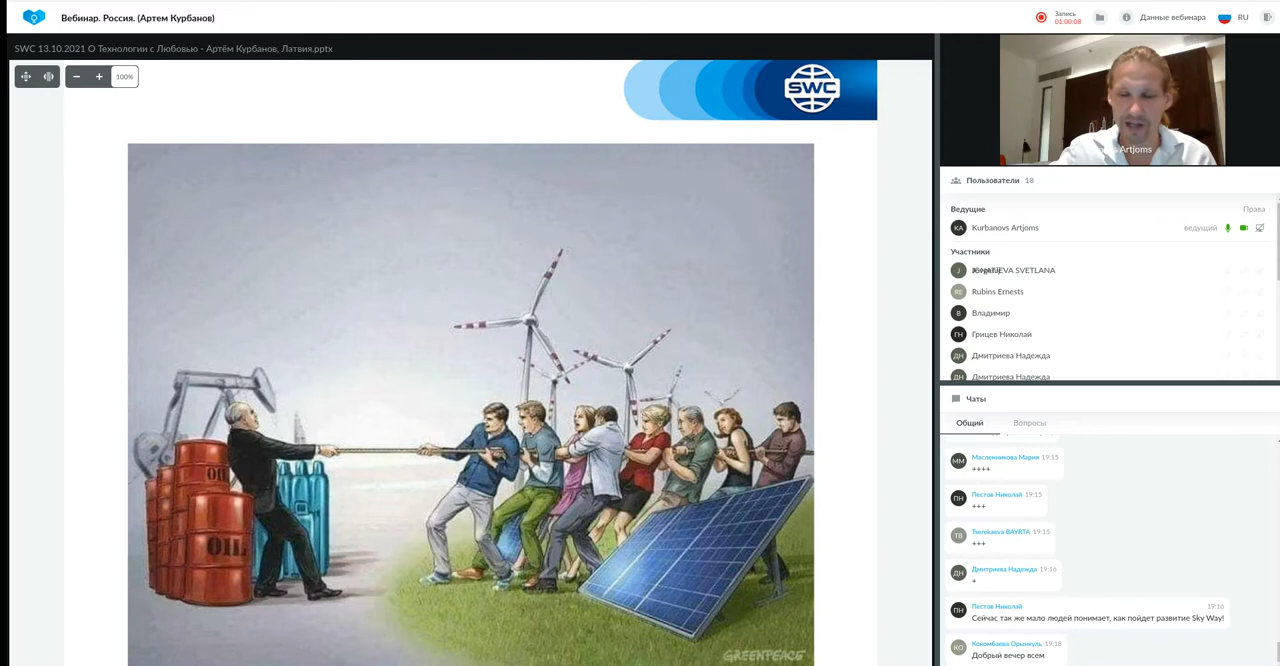 Вебинар. Россия. (Артем Курбанов)
Запись
01:00:08
Данные вебинара
RU
SWC 13.10.2021 О Технологии с Любовью - Артём Курбанов, Латвия.pptx
100%
SWC
OIL
OIL
GREENPEACE
Artjoms
Пользователи 18
Ведущие
Права
KA
Kurbanovs Artjoms
ведущий
Участники
J
SVETLANA
RE
Rubins Ernests
В
Владимир
ГН
Грицев Николай
ДН
Дмитриева Надежда
ДН
Дмитриева Надежда
Чаты
Общий
Вопросы
ММ
Масленникова Мария 19:15
++++
ПН
Пестов Николай 19:15
+++
TB
Tserekaeva BAYRTA 19:15
+++
ДН
Дмитриева Надежда 19:16
+
ПН
Пестов Николай 19:16
Сейчас так же мало людей понимает, как пойдет развитие Sky Way!
КО
Кокомбаева Орынкуль 19:18
Добрый вечер всем